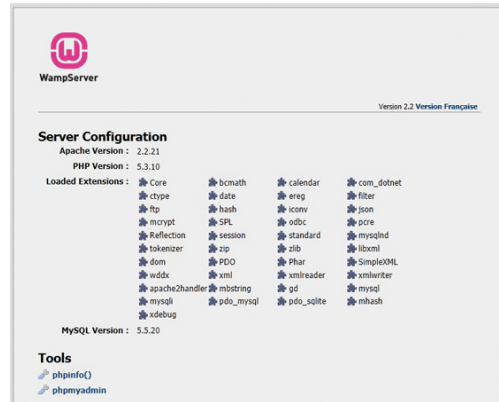 WampServer
Version 2.2 Version Française
Server Configuration
Apache Version : 2.2.21
PHP Version : 5.3.10
Loaded Extensions : Core bcmath calendar com_dotnet
ctype date ereg filter
ftp hash iconv json
mcrypt SPL odbc pcre
Reflection session standard mysqlnd
tokenizer zip zlib libxml
dom PDO Phar SimpleXML
wddx xml xmlreader xmlwriter
apache2handler mbstring gd mysql
mysqli pdo_mysql pdo_sqlite mhash
xdebug
MySQL Version : 5.5.20
Tools
phpinfo()
phpmyadmin